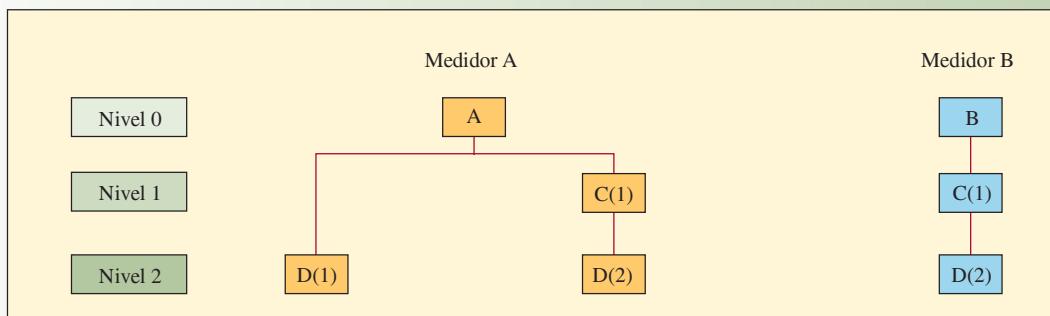 Medidor A Medidor B
Nivel 0 A B
Nivel 1 C(1) C(1)
Nivel 2 D(1) D(2) D(2)